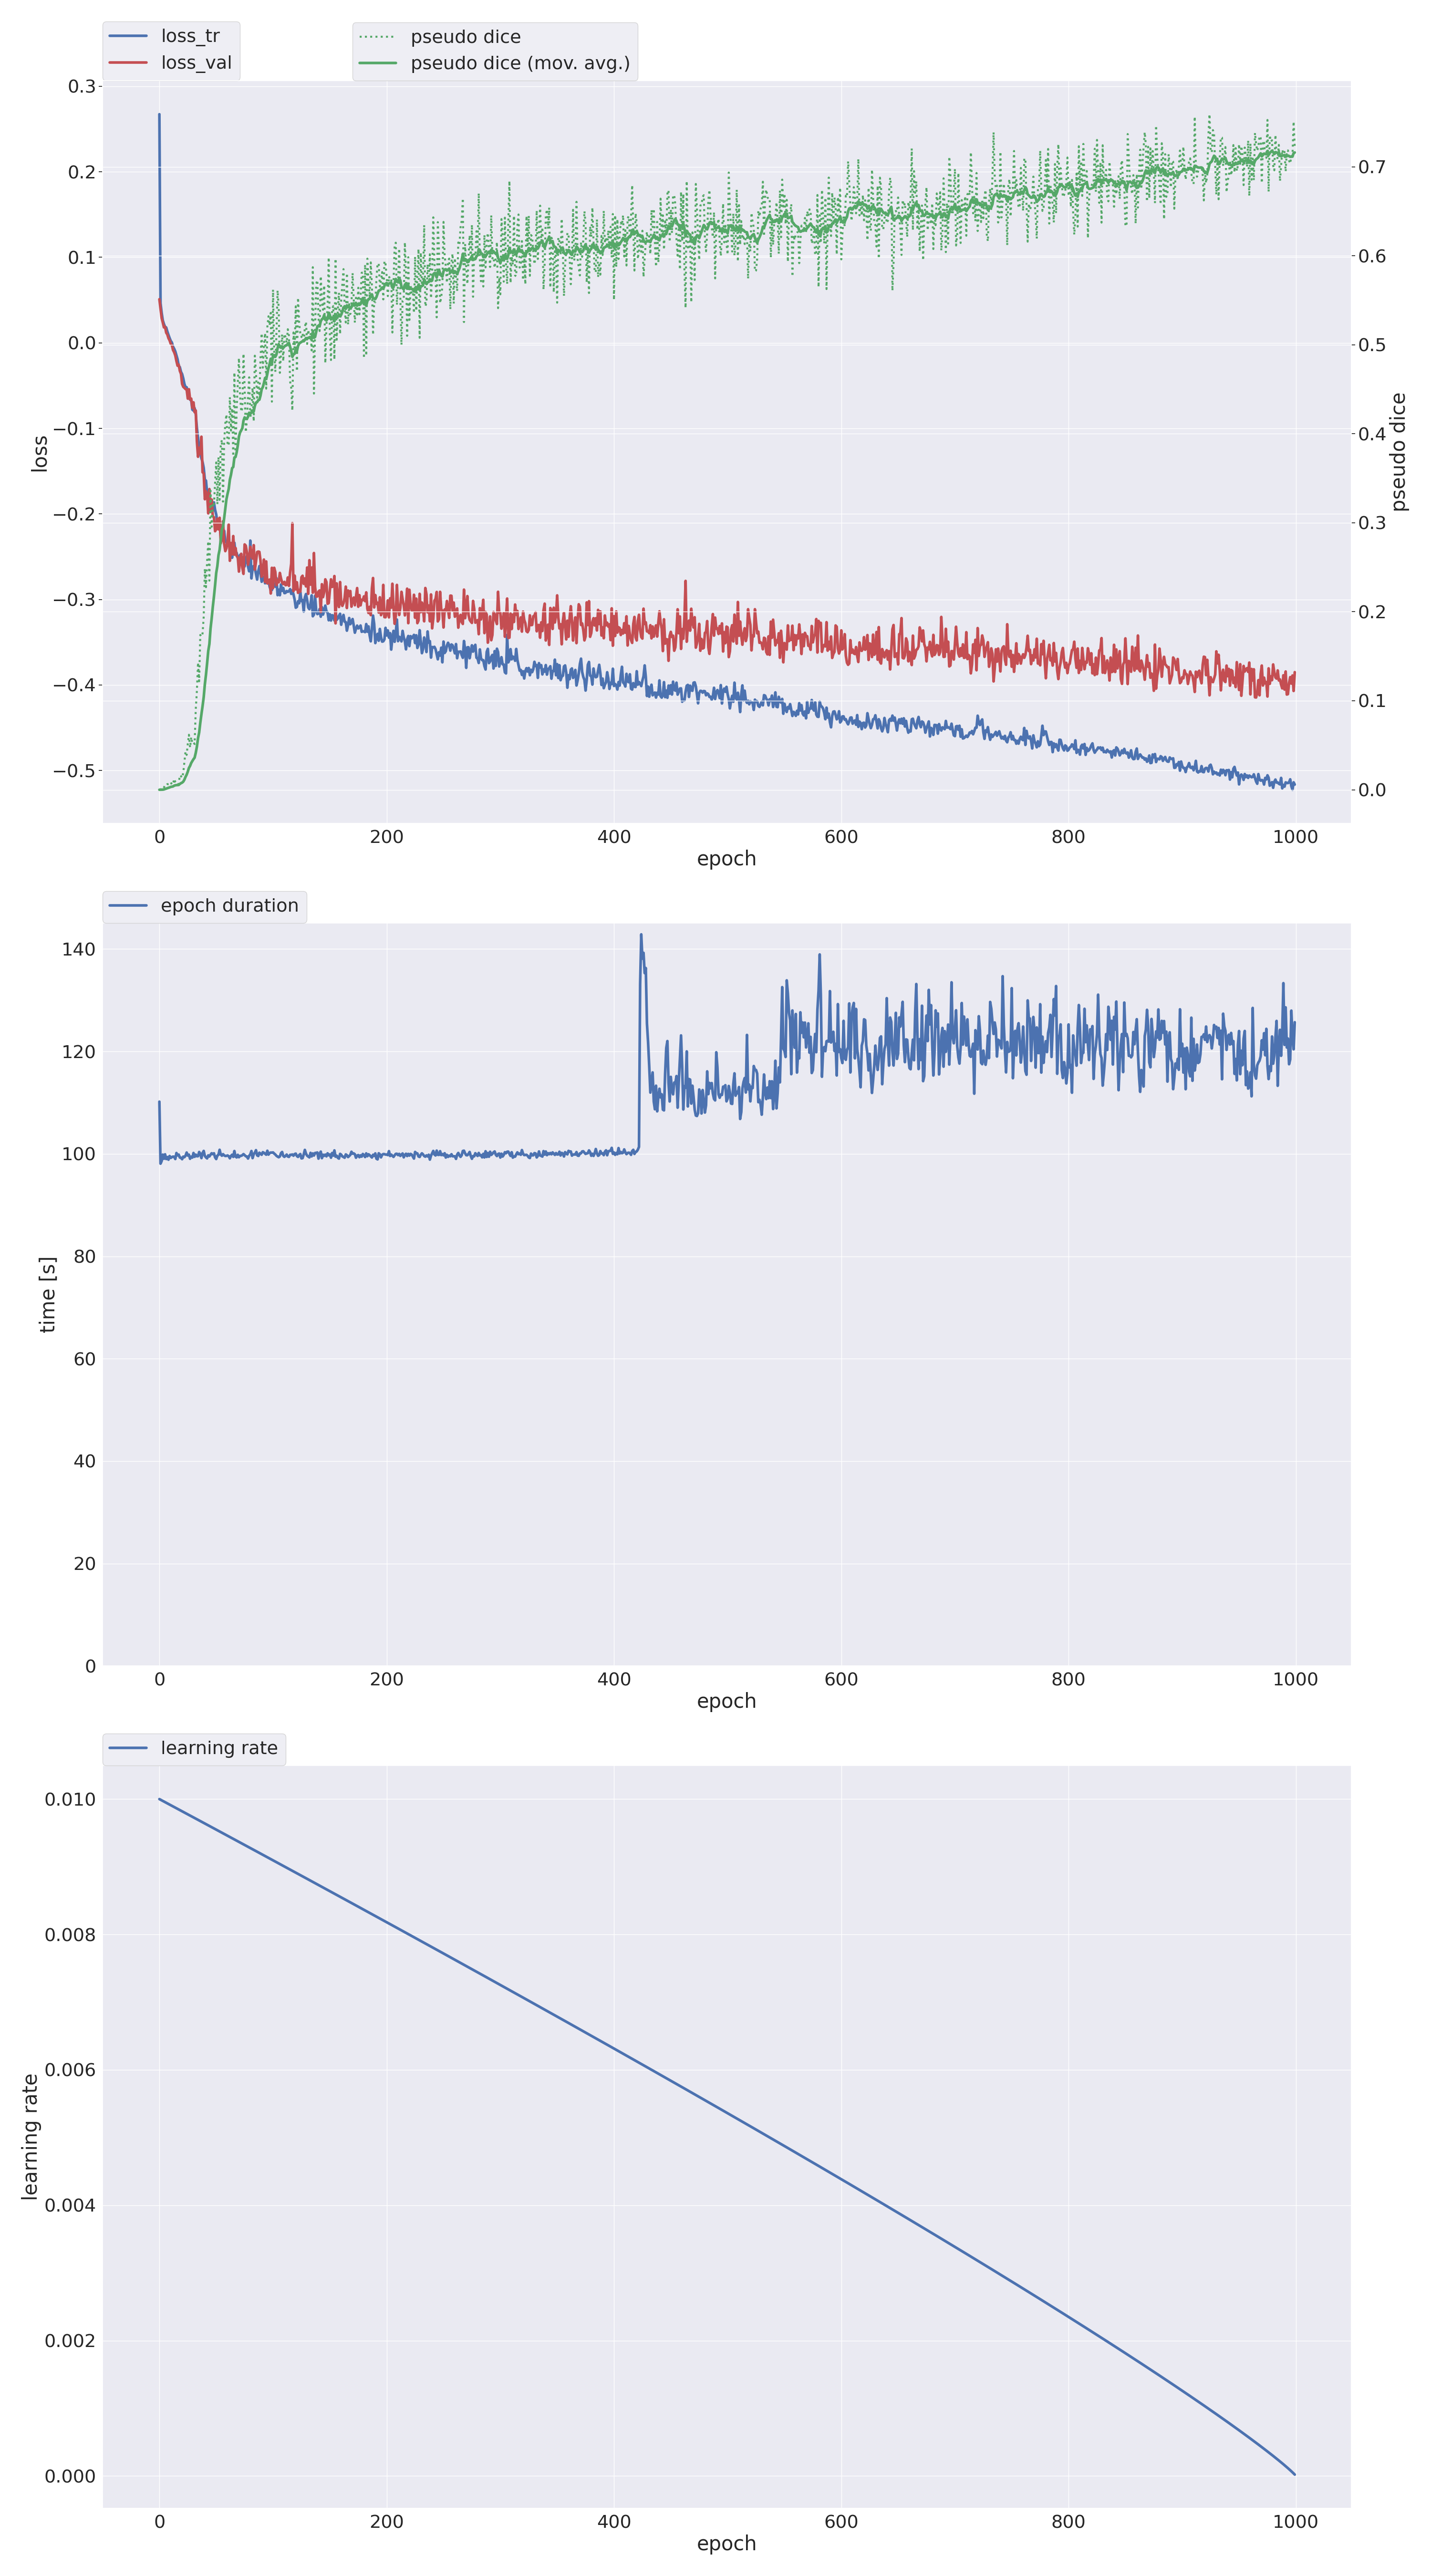 loss_tr
loss_val
pseudo dice
pseudo dice (mov. avg.)
0.3
0.2
0.1
0.0
−0.1
−0.2
−0.3
−0.4
−0.5
loss
0.7
0.6
0.5
0.4
0.3
0.2
0.1
0.0
pseudo dice
0 200 400 600 800 1000
epoch
epoch duration
140
120
100
80
60
40
20
0
time [s]
0 200 400 600 800 1000
epoch
learning rate
0.010
0.008
0.006
0.004
0.002
0.000
learning rate
0 200 400 600 800 1000
epoch